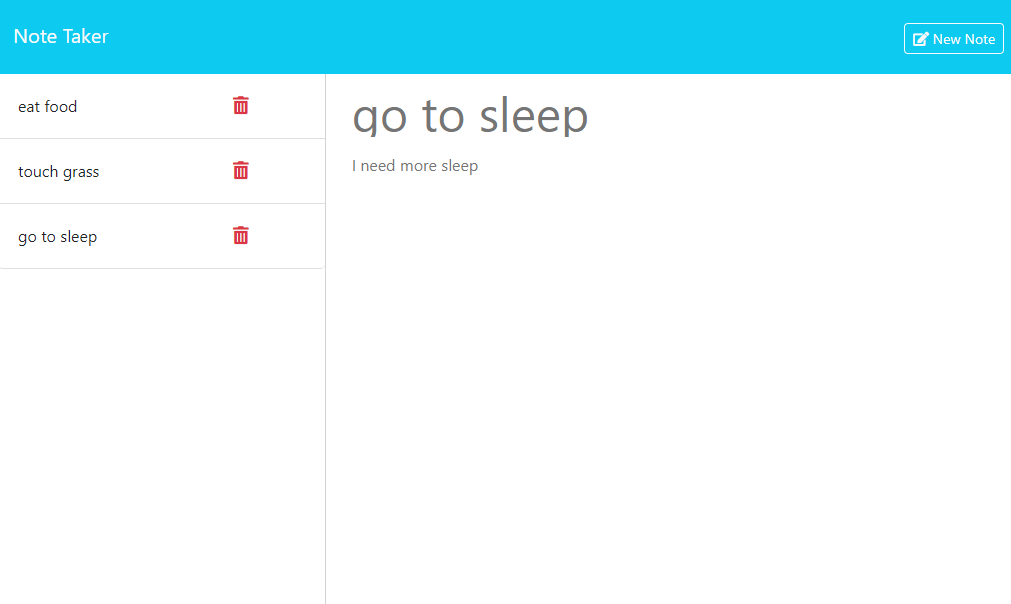 Note Taker
New Note
eat food
touch grass
go to sleep
go to sleep
I need more sleep